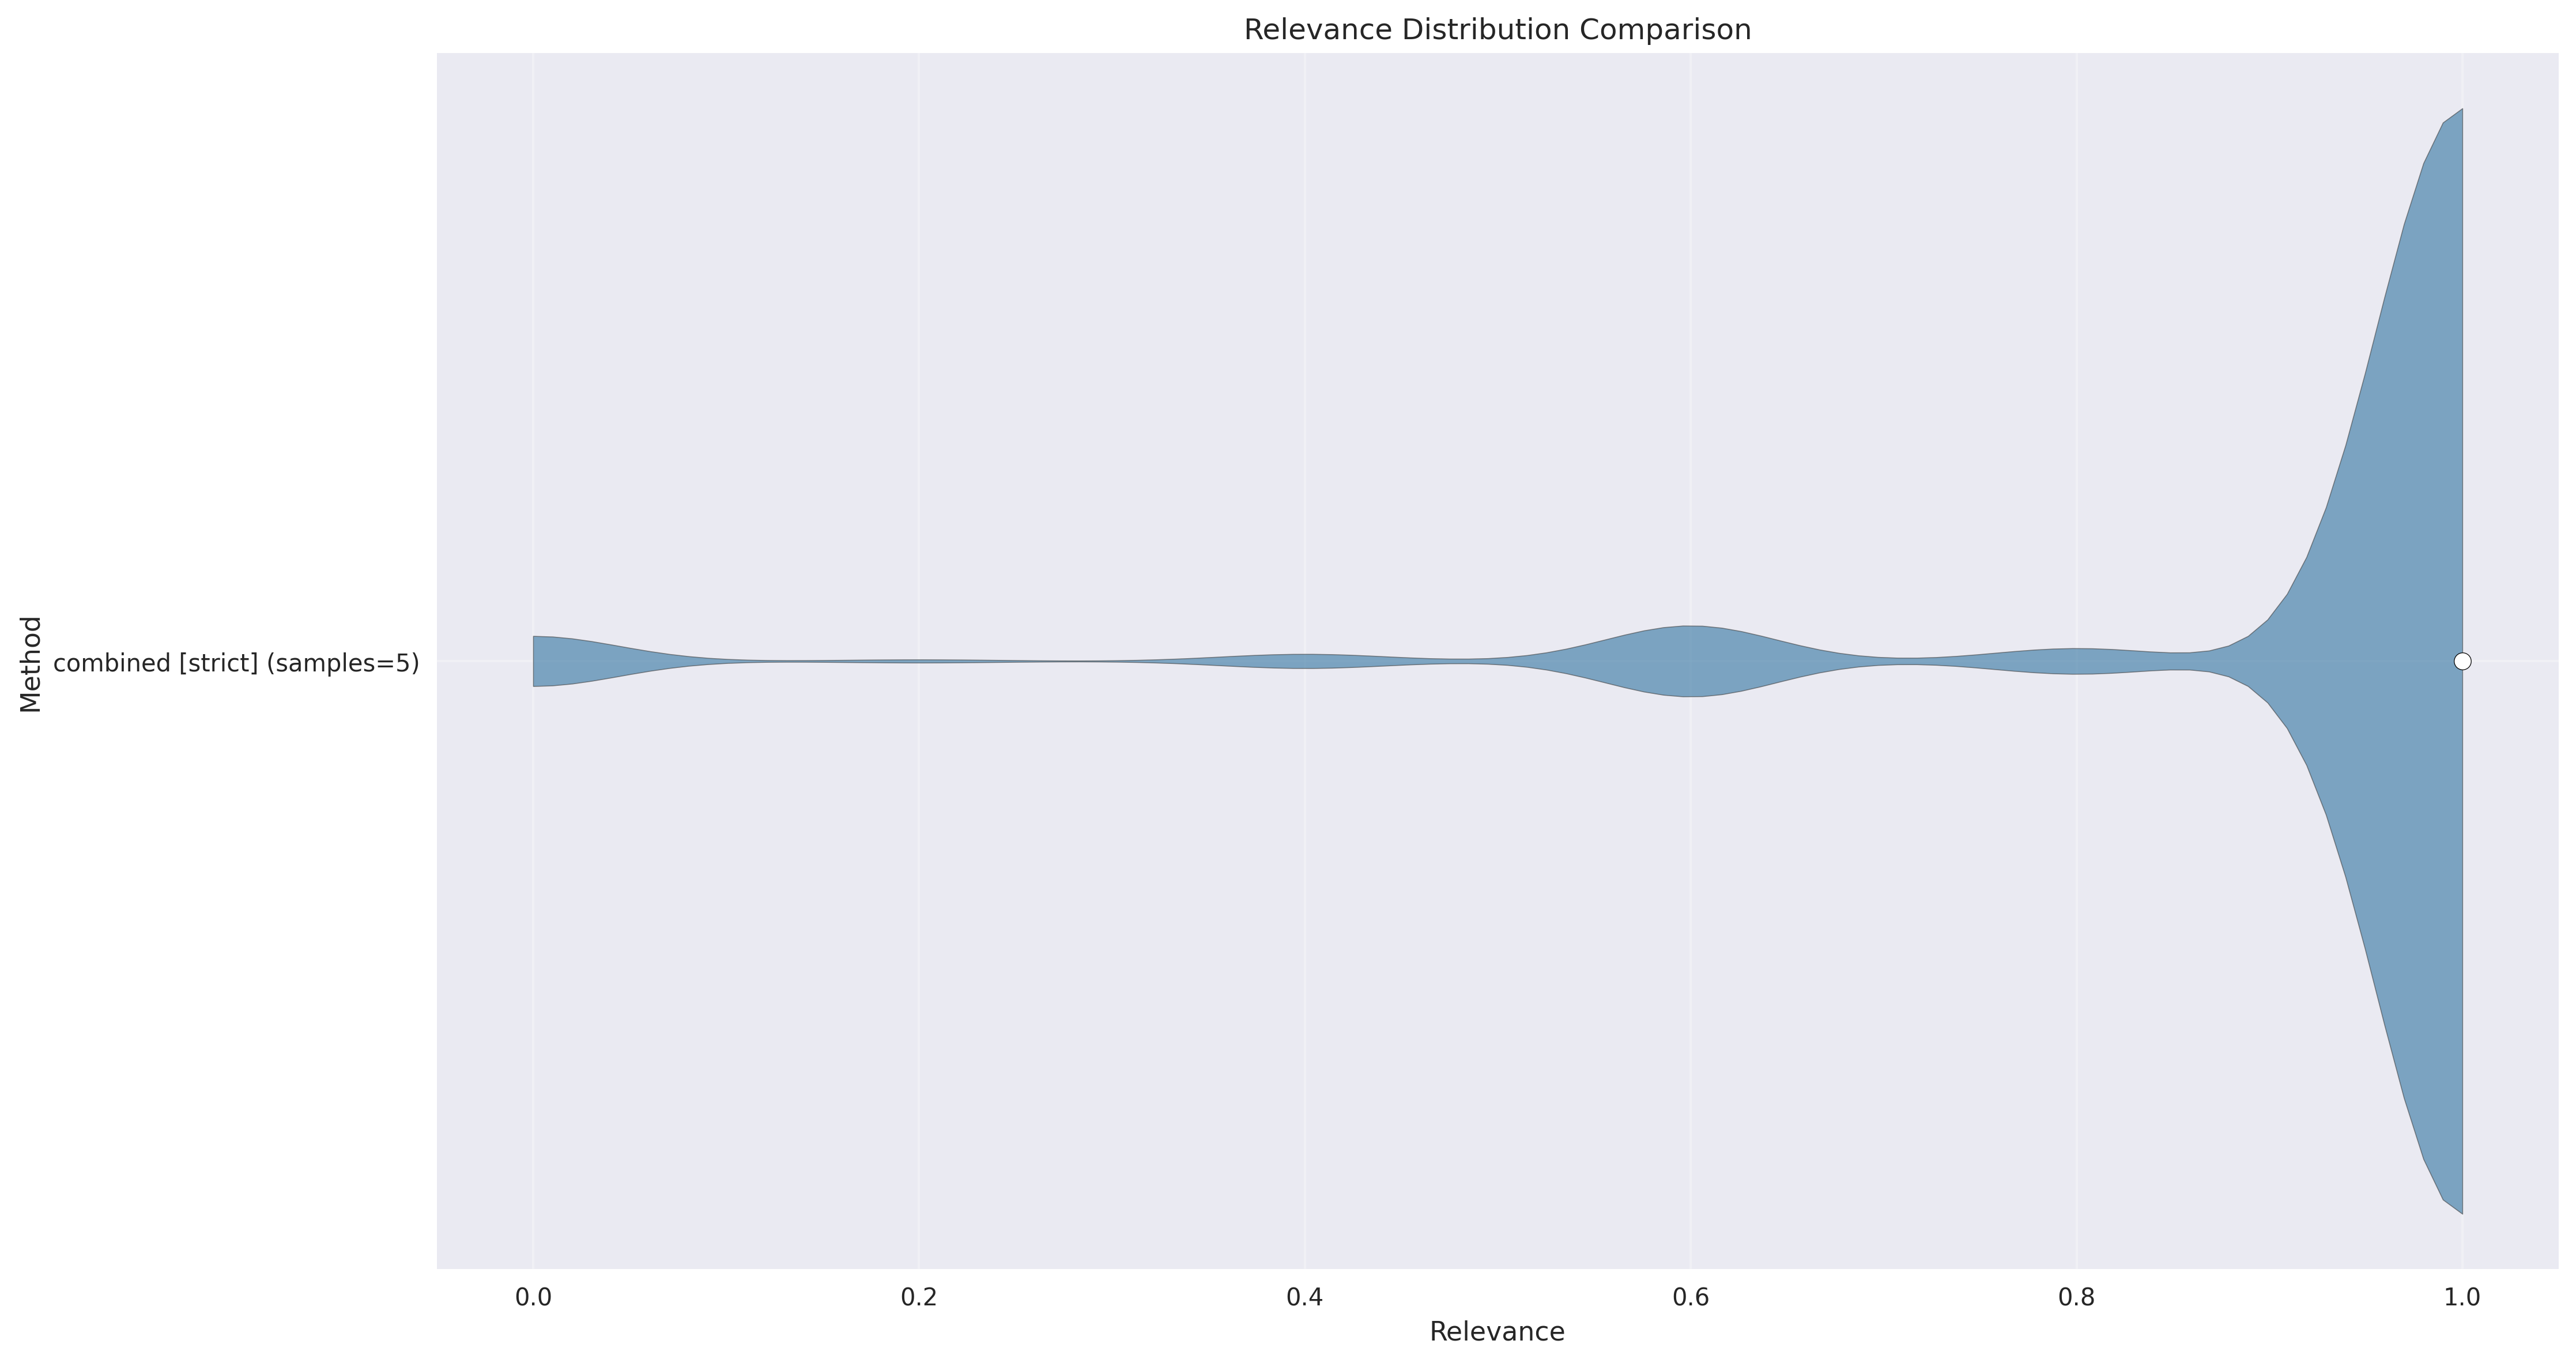 Relevance Distribution Comparison
Method
combined [strict] (samples=5)
0.0 0.2 0.4 0.6 0.8 1.0
Relevance